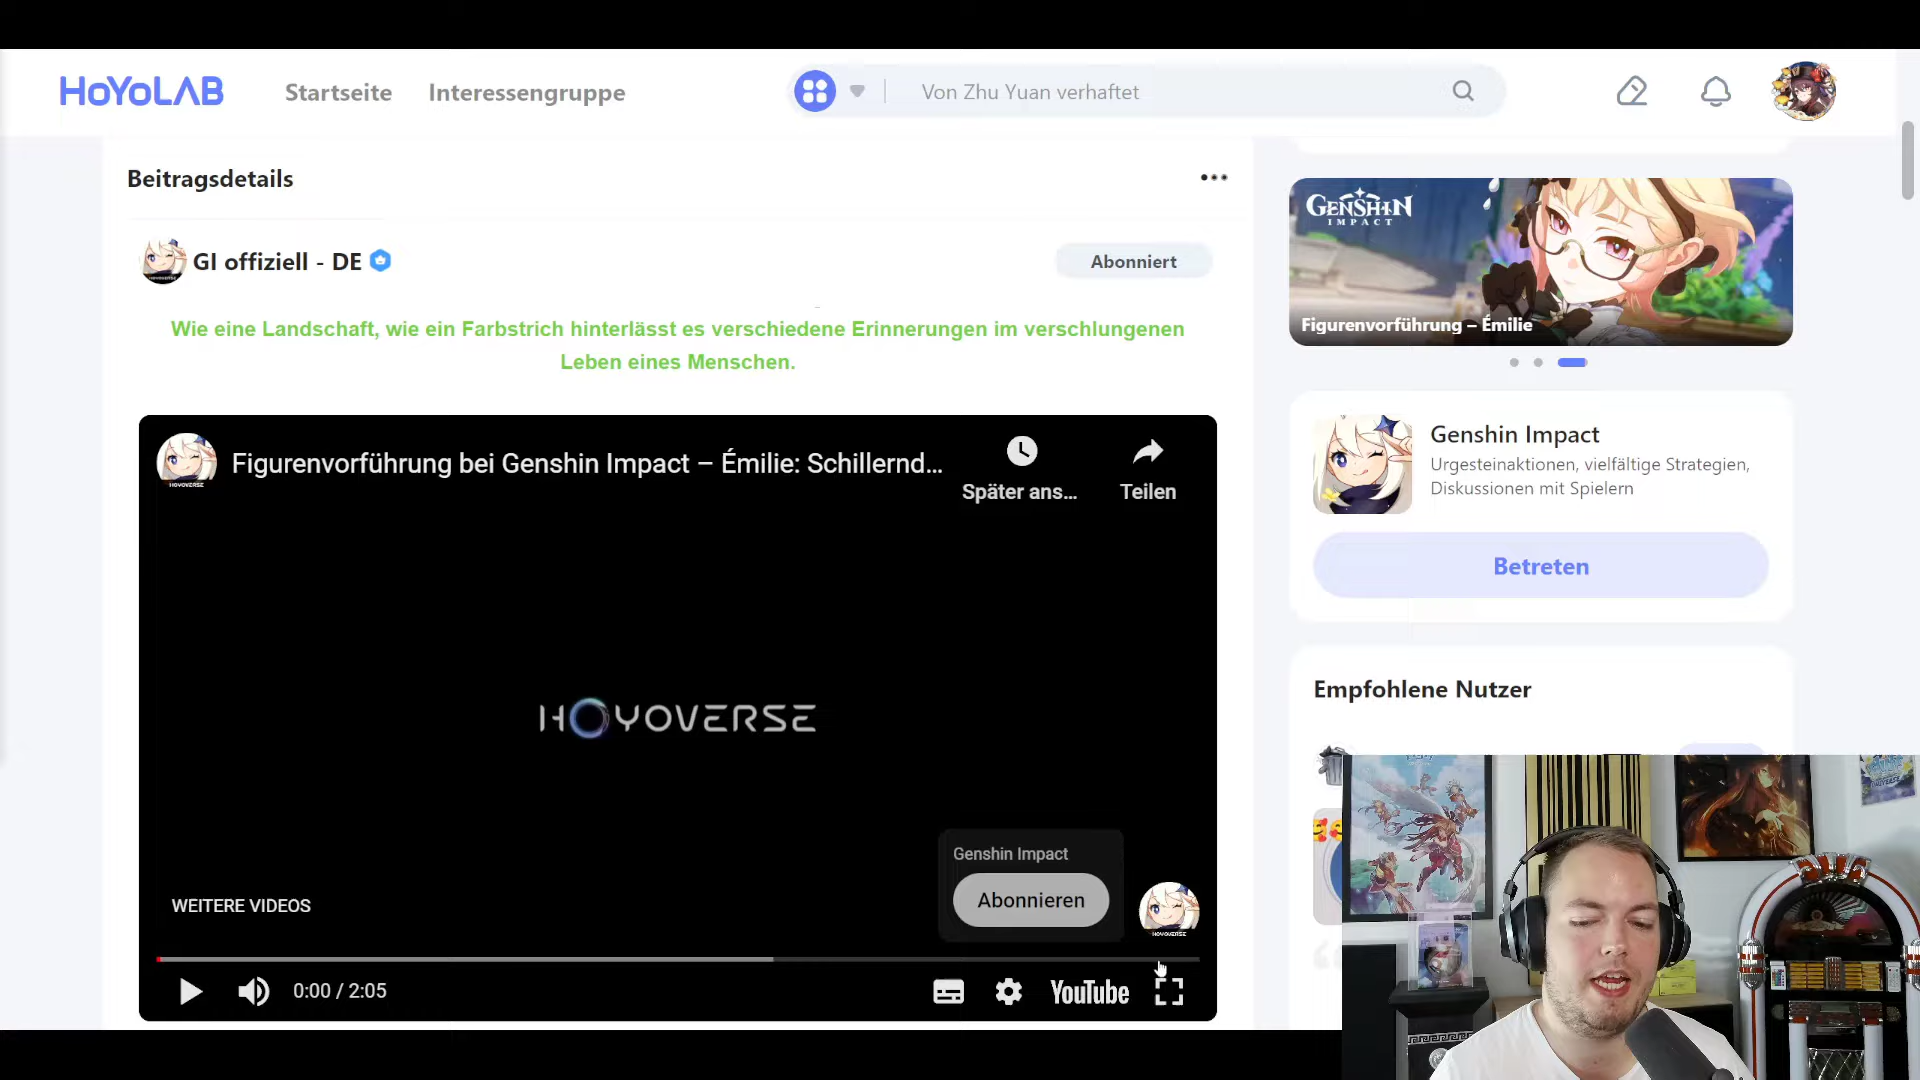 HoYoLAB
Startseite
Interessengruppe
Von Zhu Yuan verhaftet
Beitragsdetails
GI offiziell - DE
Abonniert
Wie eine Landschaft, wie ein Farbstrich hinterlässt es verschiedene Erinnerungen im verschlungenen
Leben eines Menschen.
Figurenvorführung bei Genshin Impact – Émilie: Schillernd...
Später ans...
Teilen
HOYOVERSE
HOYOVERSE
Genshin Impact
Abonnieren
HOYOVERSE
WEITERE VIDEOS
0:00 / 2:05
YouTube
GENSHIN
IMPACT
Figurenvorführung – Émilie
Genshin Impact
Urgesteinaktionen, vielfältige Strategien,
Diskussionen mit Spielern
Betreten
Empfohlene Nutzer